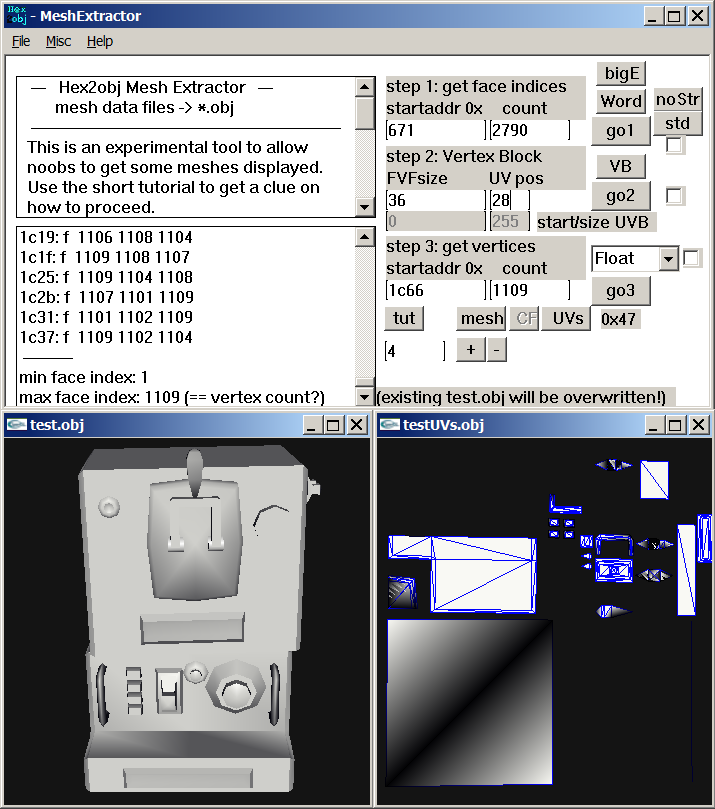 Hex
obj
MeshExtractor
File Misc Help
— Hex2obj Mesh Extractor —
mesh data files -> *.obj
This is an experimental tool to allow
noobs to get some meshes displayed.
Use the short tutorial to get a clue on
how to proceed.
1c19: f 1106 1108 1104
1c1f: f 1109 1108 1107
1c25: f 1109 1104 1108
1c2b: f 1107 1101 1109
1c31: f 1101 1102 1109
1c37: f 1109 1102 1104
min face index: 1
max face index: 1109 (== vertex count?)
step 1: get face indices
startaddr 0x count
671 2790
bigE
Word noStr
go1 std
step 2: Vertex Block
FVFsize UV pos
36 28
0 255 start/size UVB
VB
go2
step 3: get vertices
startaddr 0x count
1c66 1109
Float
go3
tut mesh CF UVs 0x47
4 + -
(existing test.obj will be overwritten!)
test.obj
testUVs.obj